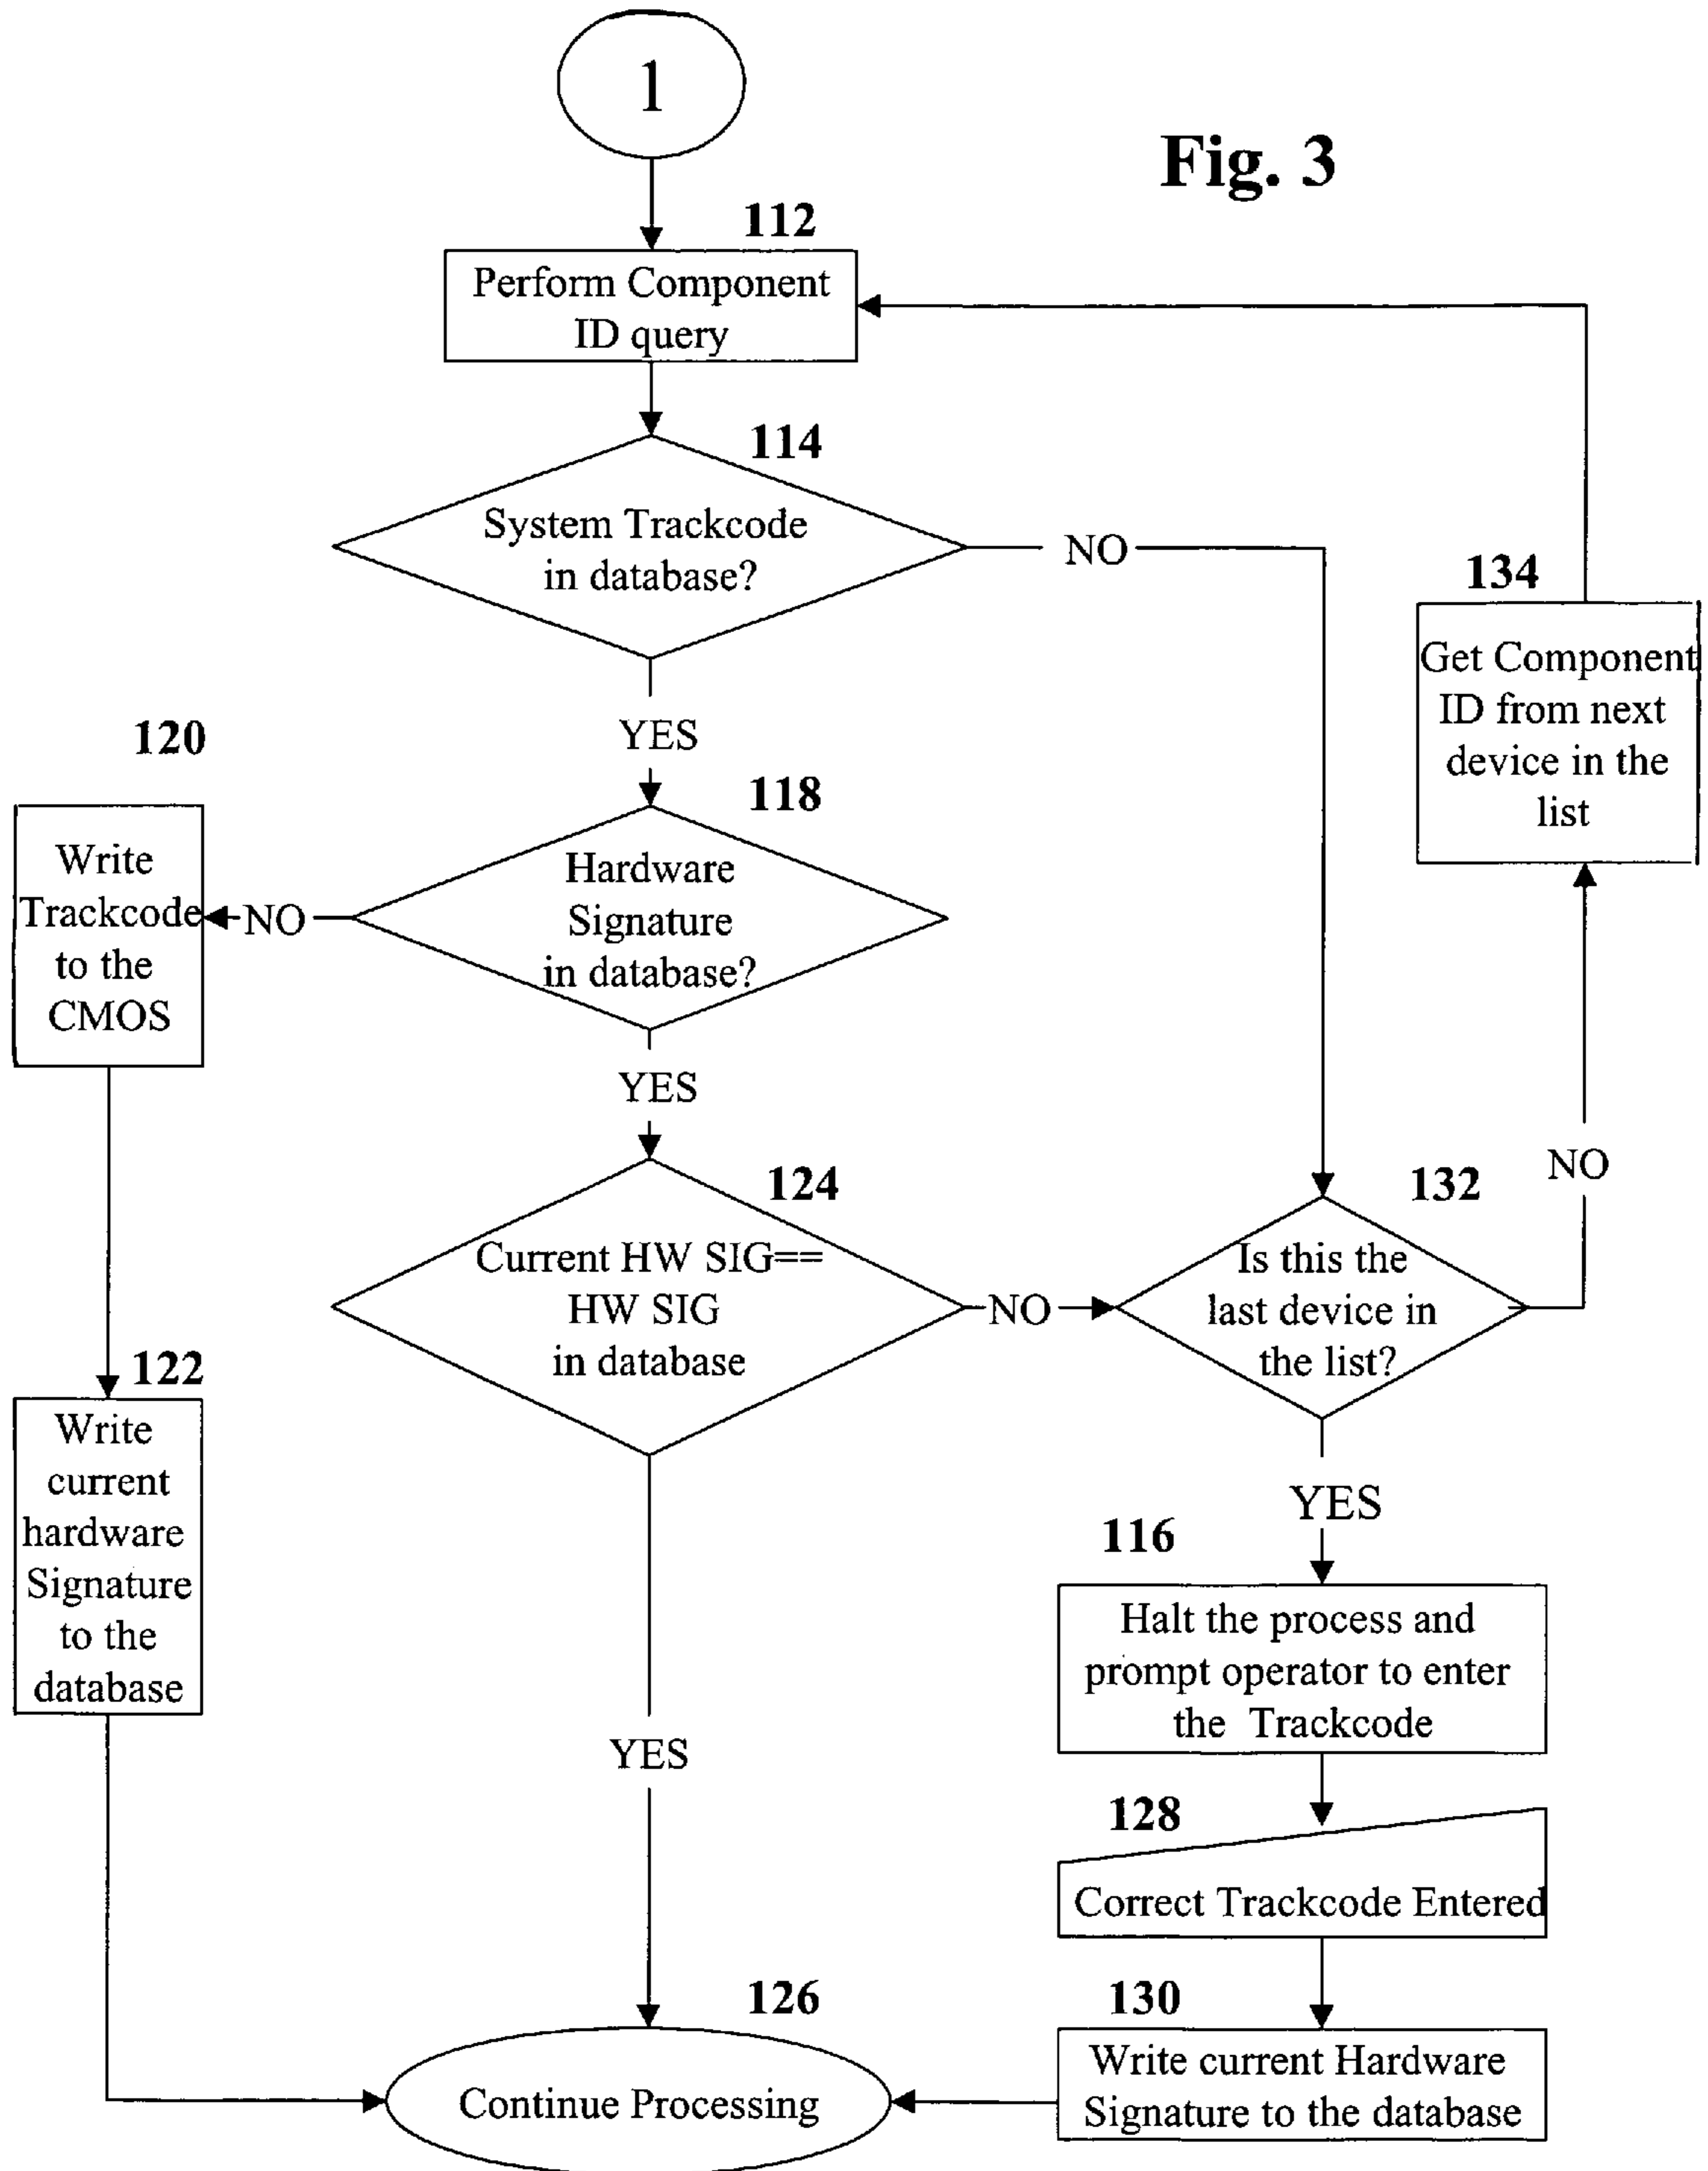 1
Fig. 3
112
Perform Component
ID query
114
System Trackcode
in database?
NO
134
Get Component
ID from next
device in the
list
YES
120
118
Write
Trackcode
to the
CMOS
NO
Hardware
Signature
in database?
YES
124
132
NO
Current HW SIG==
HW SIG
in database
NO
Is this the
last device in
the list?
122
Write
current
hardware
Signature
to the
database
YES
116
Halt the process and
prompt operator to enter
the Trackcode
YES
128
Correct Trackcode Entered
126
130
Continue Processing
Write current Hardware
Signature to the database